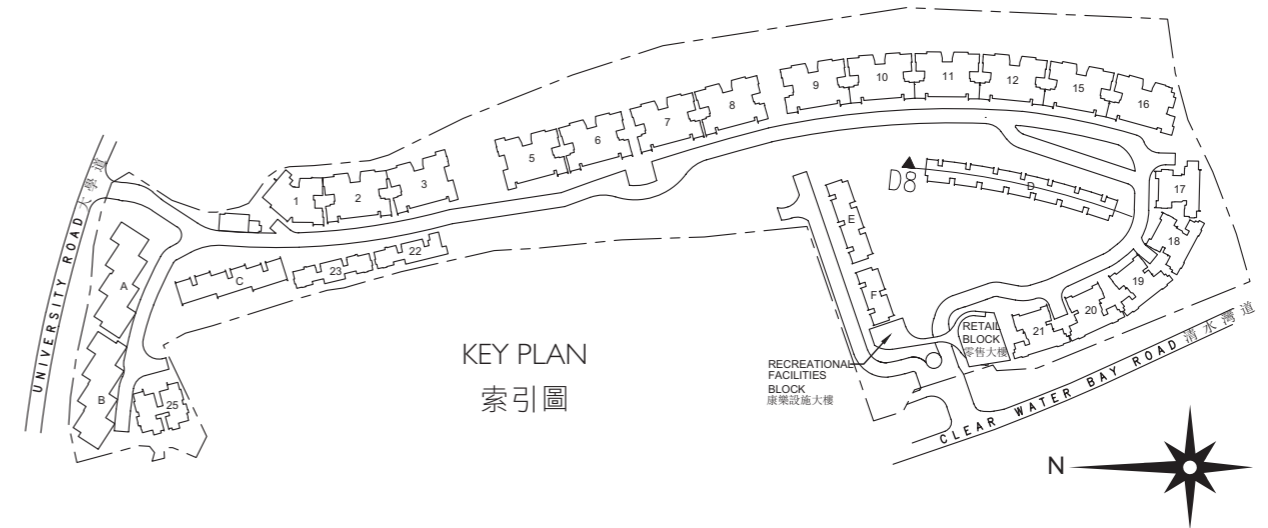 UNIVERSITY ROAD 大學道
1
2
3
5
6
7
8
9
10
11
12
15
16
17
18
19
20
21
22
23
25
A
B
C
D
D8
E
F
KEY PLAN
索引圖
RETAIL
BLOCK
零售大樓
RECREATIONAL
FACILITIES
BLOCK
康樂設施大樓
CLEAR WATER BAY ROAD 清水灣道
N